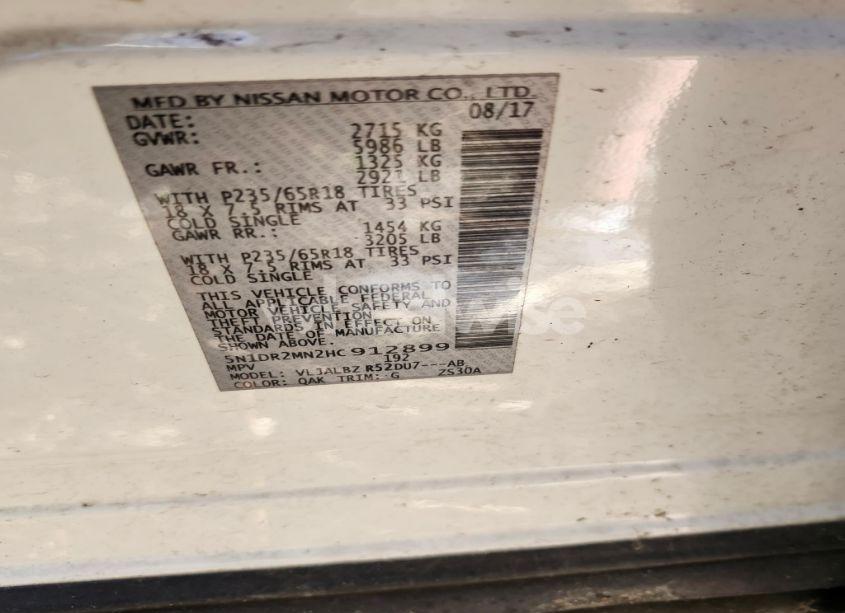 MFD BY NISSAN MOTOR CO., LTD.
DATE: 08/17
GVWR: 2715 KG
5986 LB
GAWR FR.: 1325 KG
2921 LB
WITH P235/65R18 TIRES
18 X 7.5 RIMS AT 33 PSI
COLD SINGLE
GAWR RR.: 1454 KG
3205 LB
WITH P235/65R18 TIRES
18 X 7.5 RIMS AT 33 PSI
COLD SINGLE
THIS VEHICLE CONFORMS TO
ALL APPLICABLE FEDERAL
MOTOR VEHICLE SAFETY AND
THEFT PREVENTION
STANDARDS IN EFFECT ON
THE DATE OF MANUFACTURE
SHOWN ABOVE.
5N1DR2MN2HC912899
MPV 192
MODEL: VLJALBZ R52DU7---AB
COLOR: QAK TRIM: G ZS30A